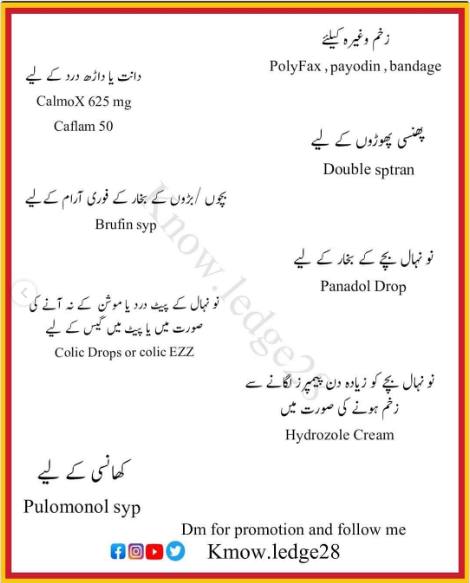 زخم وغیرہ کیلئے
PolyFax , payodin , bandage
دانت یا داڑھ درد کے لیے
CalmoX 625 mg
Caflam 50
پھنسی پھوڑوں کے لیے
Double sptran
بچوں / بڑوں کے بخار کے فوری آرام کے لیے
Brufin syp
نو نہال بچے کے بخار کے لیے
Panadol Drop
نو نہال کے پیٹ درد یا موشن کے نہ آنے کی
صورت میں یا پیٹ میں گیس کے لیے
Colic Drops or colic EZZ
نو نہال بچے کو زیادہ دن پیمپرز لگانے سے
زخم ہونے کی صورت میں
Hydrozole Cream
کھانسی کے لیے
Pulomonol syp
Dm for promotion and follow me
Kmow.ledge28
Know.ledge28